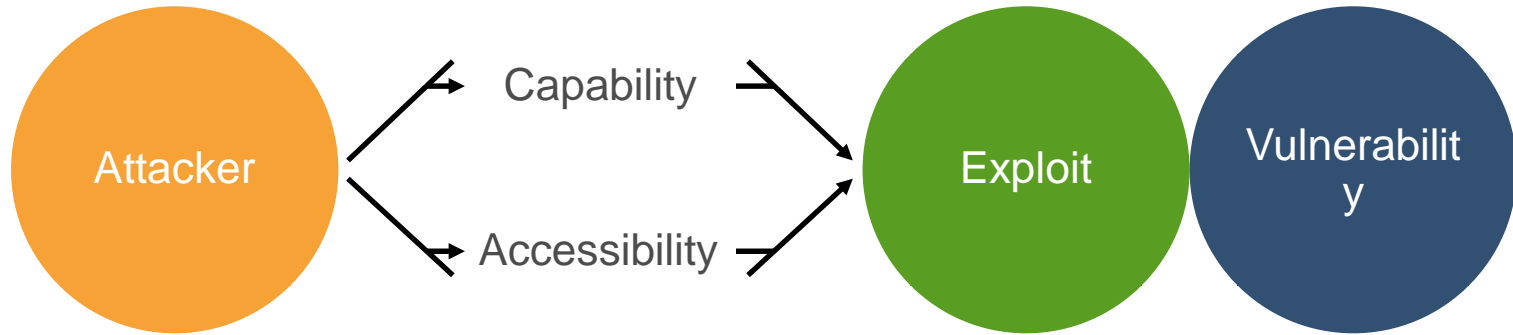 Capability
Attacker
Exploit
Vulnerabilit
y
Accessibility